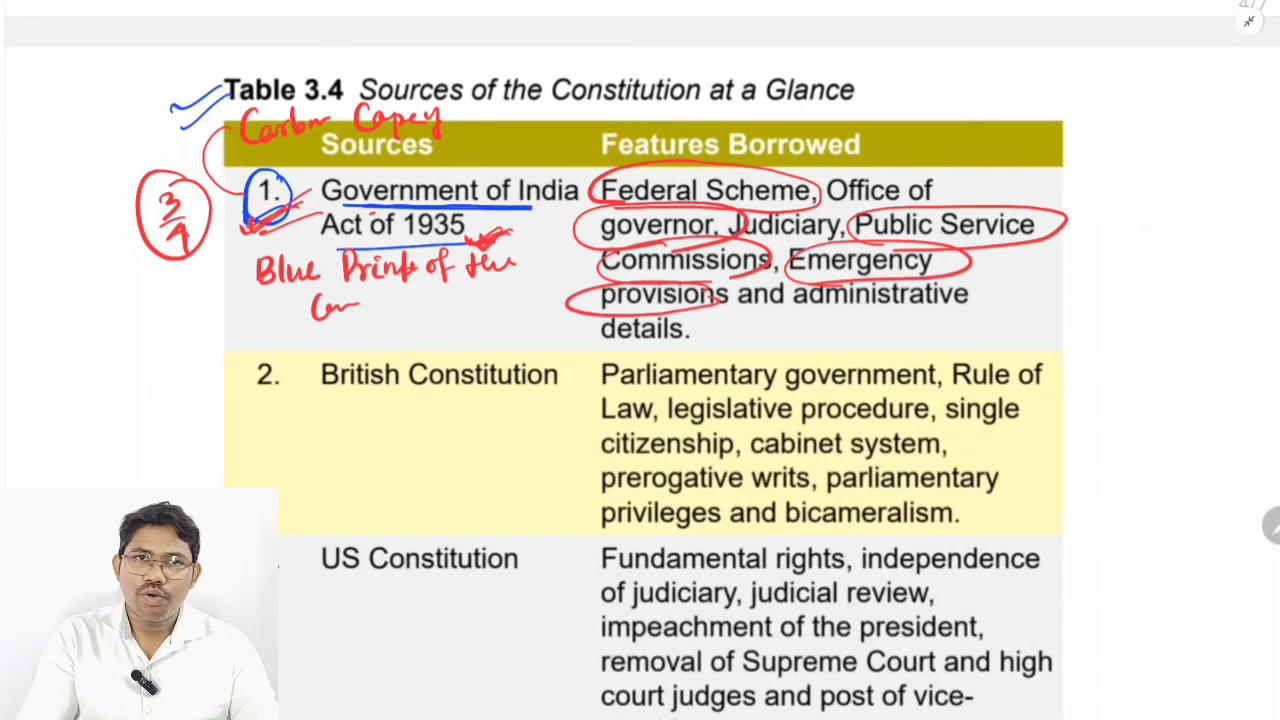 Table 3.4 Sources of the Constitution at a Glance
Carbon Capey
Sources Features Borrowed
1. Government of India Federal Scheme, Office of
3/4 Act of 1935 governor, Judiciary, Public Service
Blue Print of the Commissions, Emergency
provisions and administrative
details.
2. British Constitution Parliamentary government, Rule of
Law, legislative procedure, single
citizenship, cabinet system,
prerogative writs, parliamentary
privileges and bicameralism.
US Constitution Fundamental rights, independence
of judiciary, judicial review,
impeachment of the president,
removal of Supreme Court and high
court judges and post of vice-